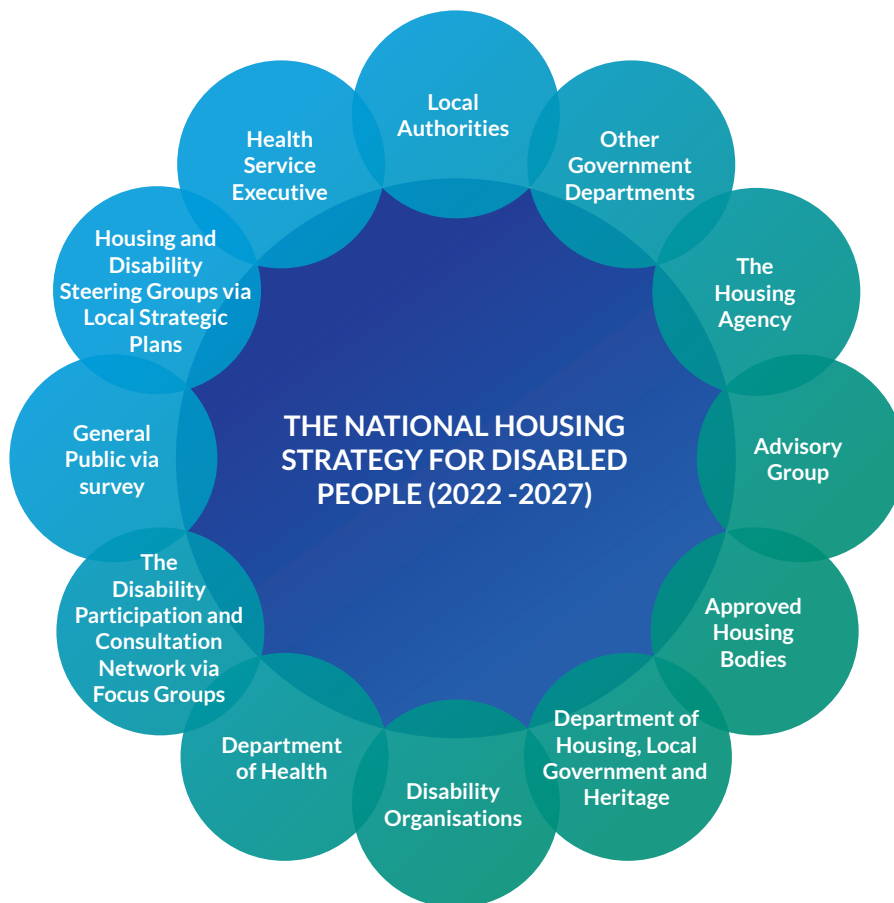 Local
Authorities
Other
Government
Departments
The
Housing
Agency
Advisory
Group
Approved
Housing
Bodies
Department of
Housing, Local
Government and
Heritage
Disability
Organisations
Department
of Health
The
Disability
Participation and
Consultation
Network via
Focus Groups
General
Public via
survey
Housing and
Disability
Steering Groups via
Local Strategic
Plans
Health
Service
Executive
THE NATIONAL HOUSING
STRATEGY FOR DISABLED
PEOPLE (2022 -2027)